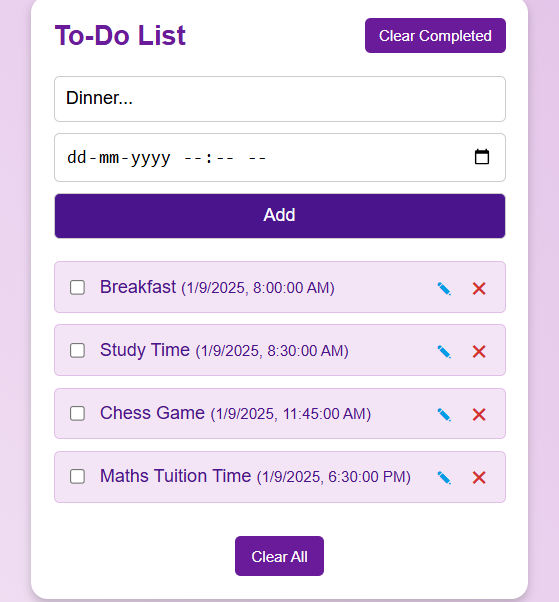 To-Do List
Clear Completed
Dinner...
dd-mm-yyyy --:-- --
Add
Breakfast (1/9/2025, 8:00:00 AM)
Study Time (1/9/2025, 8:30:00 AM)
Chess Game (1/9/2025, 11:45:00 AM)
Maths Tuition Time (1/9/2025, 6:30:00 PM)
Clear All